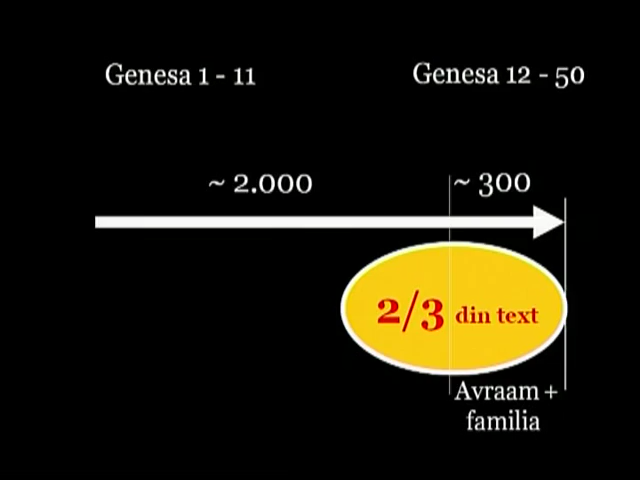 Genesa 1 - 11
Genesa 12 - 50
~ 2.000
~ 300
2/3 din text
Avraam +
familia